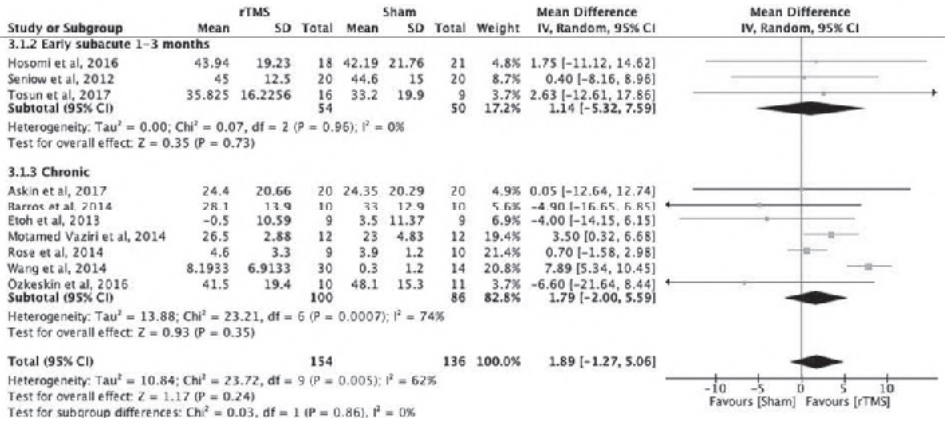 rTMS Sham Mean Difference Mean Difference
Study or Subgroup Mean SD Total Mean SD Total Weight IV, Random, 95% CI IV, Random, 95% CI
3.1.2 Early subacute 1-3 months
Hosomi et al, 2016 43.94 19.23 18 42.19 21.76 21 4.8% 1.75 [-11.12, 14.62]
Seniow et al, 2012 45 12.5 20 44.6 15 20 8.7% 0.40 [-8.16, 8.96]
Tosun et al, 2017 35.825 16.2256 16 33.2 19.9 9 3.7% 2.63 [-12.61, 17.86]
Subtotal (95% CI) 54 50 17.2% 1.14 [-5.32, 7.59]
Heterogeneity: Tau² = 0.00; Chi² = 0.07, df = 2 (P = 0.96); I² = 0%
Test for overall effect: Z = 0.35 (P = 0.73)
3.1.3 Chronic
Askin et al, 2017 24.4 20.66 20 24.35 20.29 20 4.9% 0.05 [-12.64, 12.74]
Barros et al, 2014 28.1 13.9 10 33 12.9 10 5.6% -4.90 [-16.65, 6.85]
Etoh et al, 2013 -0.5 10.59 9 3.5 11.37 9 6.9% -4.00 [-14.15, 6.15]
Motamed Vaziri et al, 2014 26.5 2.88 12 23 4.83 12 19.4% 3.50 [0.32, 6.68]
Rose et al, 2014 4.6 3.3 9 3.9 1.2 10 21.4% 0.70 [-1.58, 2.98]
Wang et al, 2014 8.1933 6.9133 30 0.3 1.2 14 20.8% 7.89 [5.34, 10.45]
Ozkeskin et al, 2016 41.5 19.4 10 48.1 15.3 11 3.7% -6.60 [-21.64, 8.44]
Subtotal (95% CI) 100 86 82.8% 1.79 [-2.00, 5.59]
Heterogeneity: Tau² = 13.88; Chi² = 23.21, df = 6 (P = 0.0007); I² = 74%
Test for overall effect: Z = 0.93 (P = 0.35)
Total (95% CI) 154 136 100.0% 1.89 [-1.27, 5.06]
Heterogeneity: Tau² = 10.84; Chi² = 23.72, df = 9 (P = 0.005); I² = 62%
Test for overall effect: Z = 1.17 (P = 0.24)
Test for subgroup differences: Chi² = 0.03, df = 1 (P = 0.86), I² = 0%
-10 -5 0 5 10
Favours [Sham] Favours [rTMS]